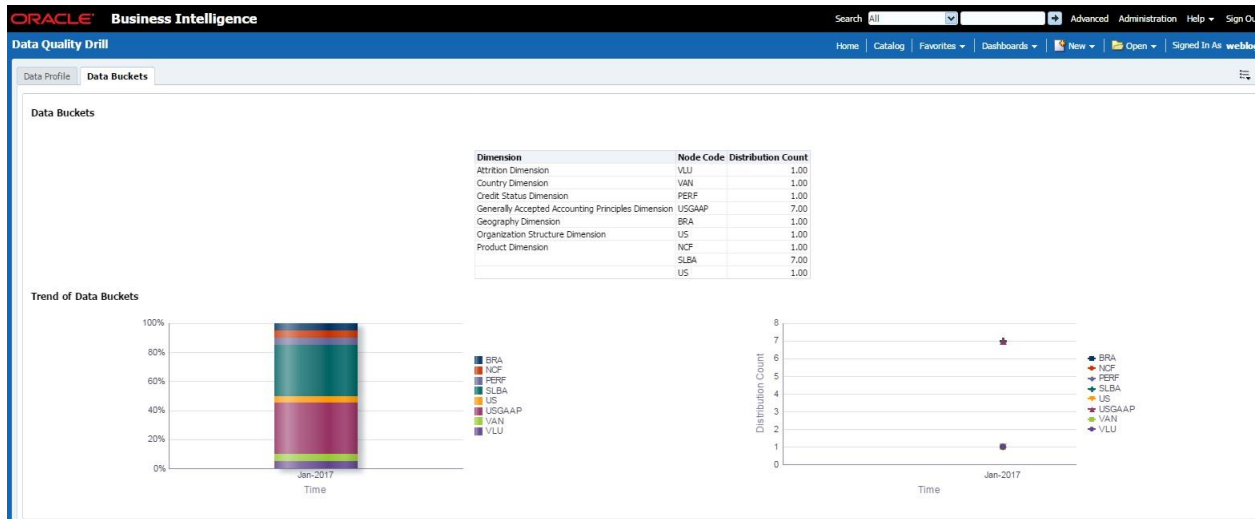 ORACLE Business Intelligence
Search All Advanced Administration Help Sign Ou
Data Quality Drill
Home Catalog Favorites Dashboards New Open Signed In As weblo
Data Profile Data Buckets
Data Buckets
Dimension Node Code Distribution Count
Attrition Dimension VLU 1.00
Country Dimension VAN 1.00
Credit Status Dimension PERF 1.00
Generally Accepted Accounting Principles Dimension USGAAP 7.00
Geography Dimension BRA 1.00
Organization Structure Dimension US 1.00
Product Dimension NCF 1.00
SLBA 7.00
US 1.00
Trend of Data Buckets
100%
80%
60%
40%
20%
0%
Jan-2017
Time
BRA
NCF
PERF
SLBA
US
USGAAP
VAN
VLU
Distribution Count
8
7
6
5
4
3
2
1
0
Jan-2017
Time
BRA
NCF
PERF
SLBA
US
USGAAP
VAN
VLU